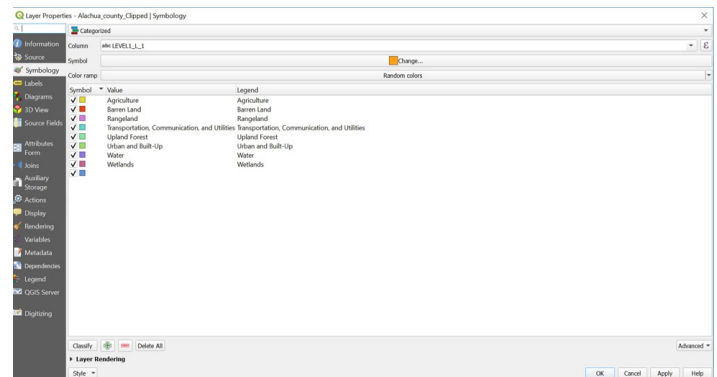 Layer Properties - Alachua_county_Clipped | Symbology
Information
Source
Symbology
Labels
Diagrams
3D View
Source Fields
Attributes
Form
Joins
Auxiliary
Storage
Actions
Display
Rendering
Variables
Metadata
Dependencies
Legend
QGIS Server
Digitizing
Categorized
Column abc LEVEL1_L_1 ε
Symbol Change...
Color ramp Random colors
Symbol Value Legend
Agriculture Agriculture
Barren Land Barren Land
Rangeland Rangeland
Transportation, Communication, and Utilities Transportation, Communication, and Utilities
Upland Forest Upland Forest
Urban and Built-Up Urban and Built-Up
Water Water
Wetlands Wetlands
Classify Delete All Advanced
Layer Rendering
Style OK Cancel Apply Help